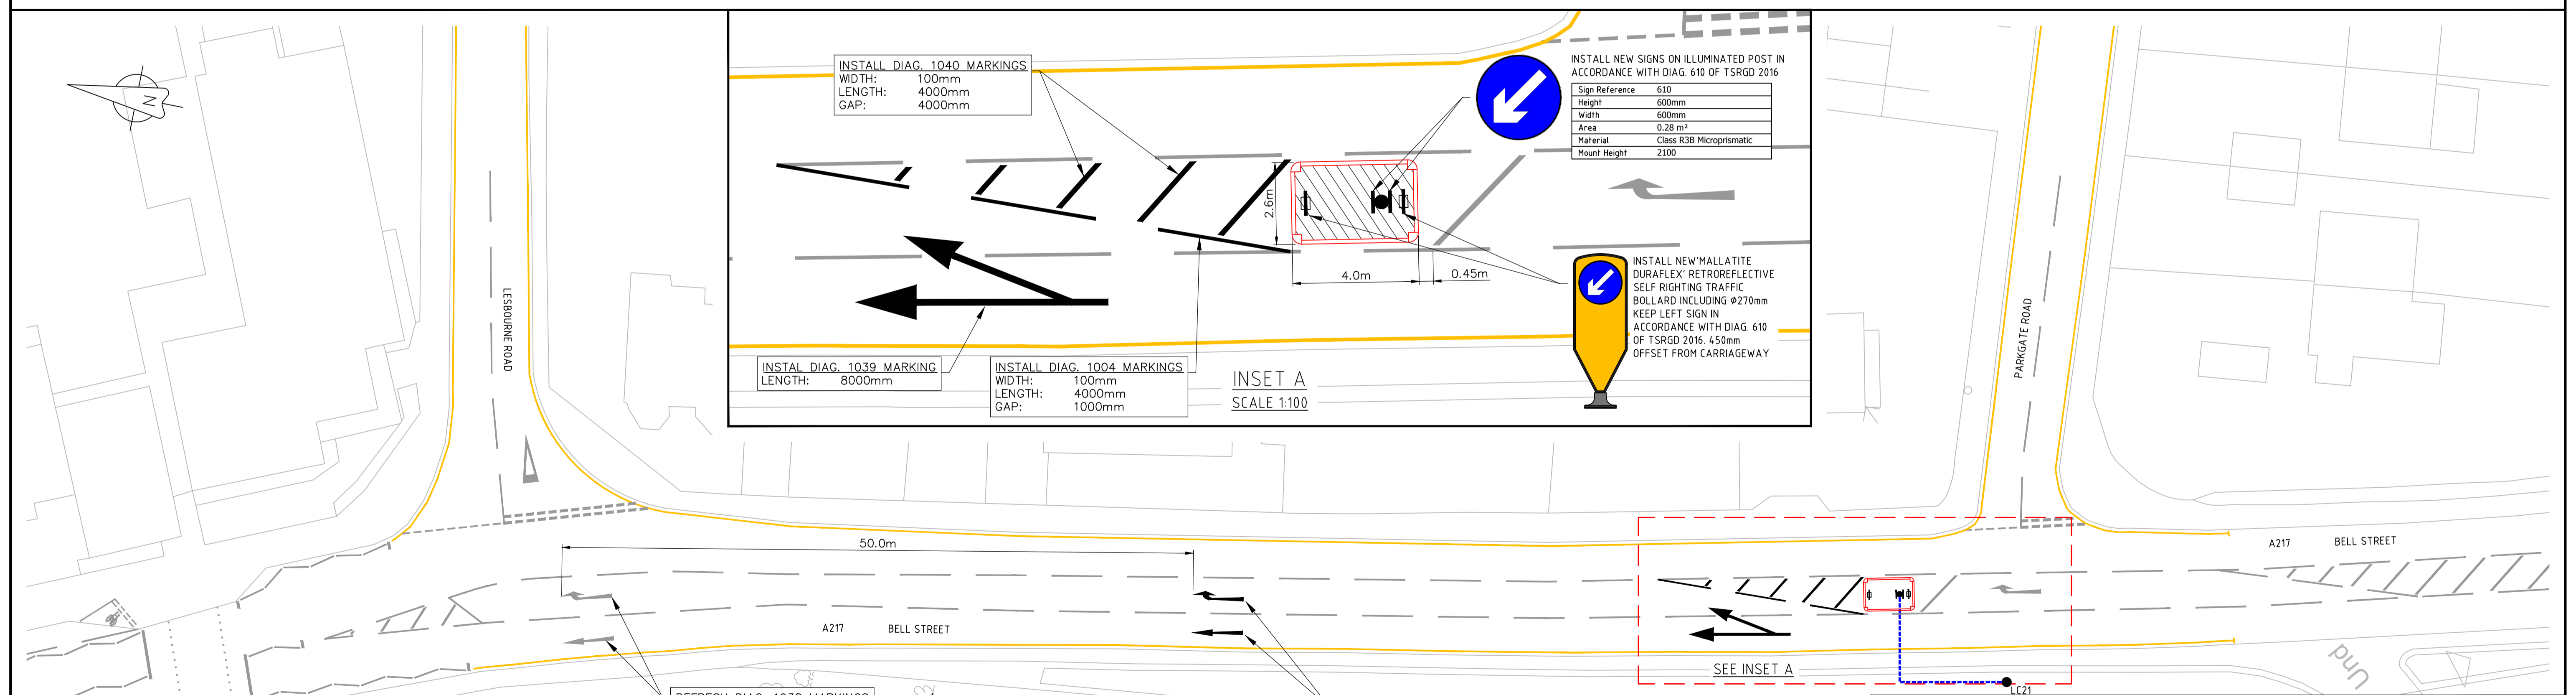 N
INSTALL DIAG. 1040 MARKINGS
WIDTH: 100mm
LENGTH: 4000mm
GAP: 4000mm
INSTALL NEW SIGNS ON ILLUMINATED POST IN
ACCORDANCE WITH DIAG. 610 OF TSRGD 2016
Sign Reference 610
Height 600mm
Width 600mm
Area 0.28 m²
Material Class R3B Microprismatic
Mount Height 2100
2.6m
4.0m
0.45m
INSTALL NEW'MALLATITE
DURAFLEX' RETROREFLECTIVE
SELF RIGHTING TRAFFIC
BOLLARD INCLUDING Φ270mm
KEEP LEFT SIGN IN
ACCORDANCE WITH DIAG. 610
OF TSRGD 2016. 450mm
OFFSET FROM CARRIAGEWAY
INSTAL DIAG. 1039 MARKING
LENGTH: 8000mm
INSTALL DIAG. 1004 MARKINGS
WIDTH: 100mm
LENGTH: 4000mm
GAP: 1000mm
INSET A
SCALE 1:100
LESBOURNE ROAD
PARKGATE ROAD
50.0m
A217 BELL STREET
A217 BELL STREET
SEE INSET A
LC21
Und